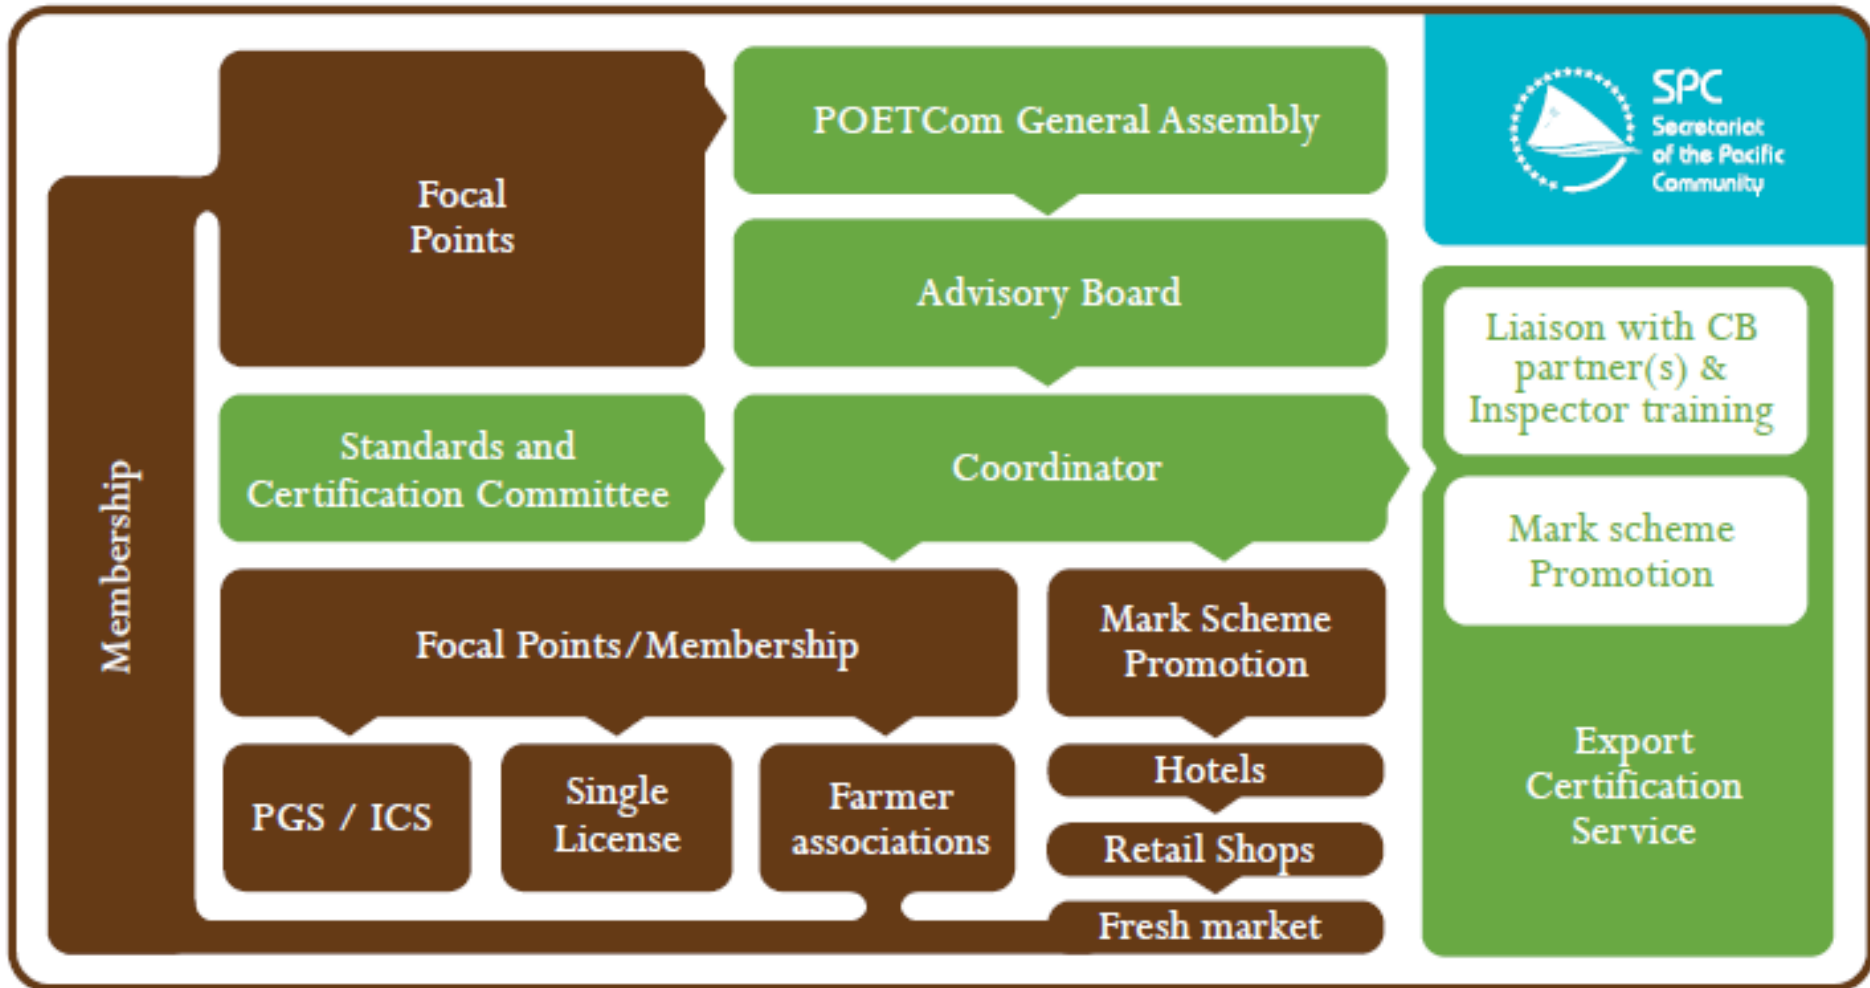 Membership
Focal
Points
POETCom General Assembly
SPC
Secretariat
of the Pacific
Community
Advisory Board
Standards and
Certification Committee
Coordinator
Liaison with CB
partner(s) &
Inspector training
Mark scheme
Promotion
Export
Certification
Service
Focal Points/Membership
Mark Scheme
Promotion
PGS / ICS
Single
License
Farmer
associations
Hotels
Retail Shops
Fresh market